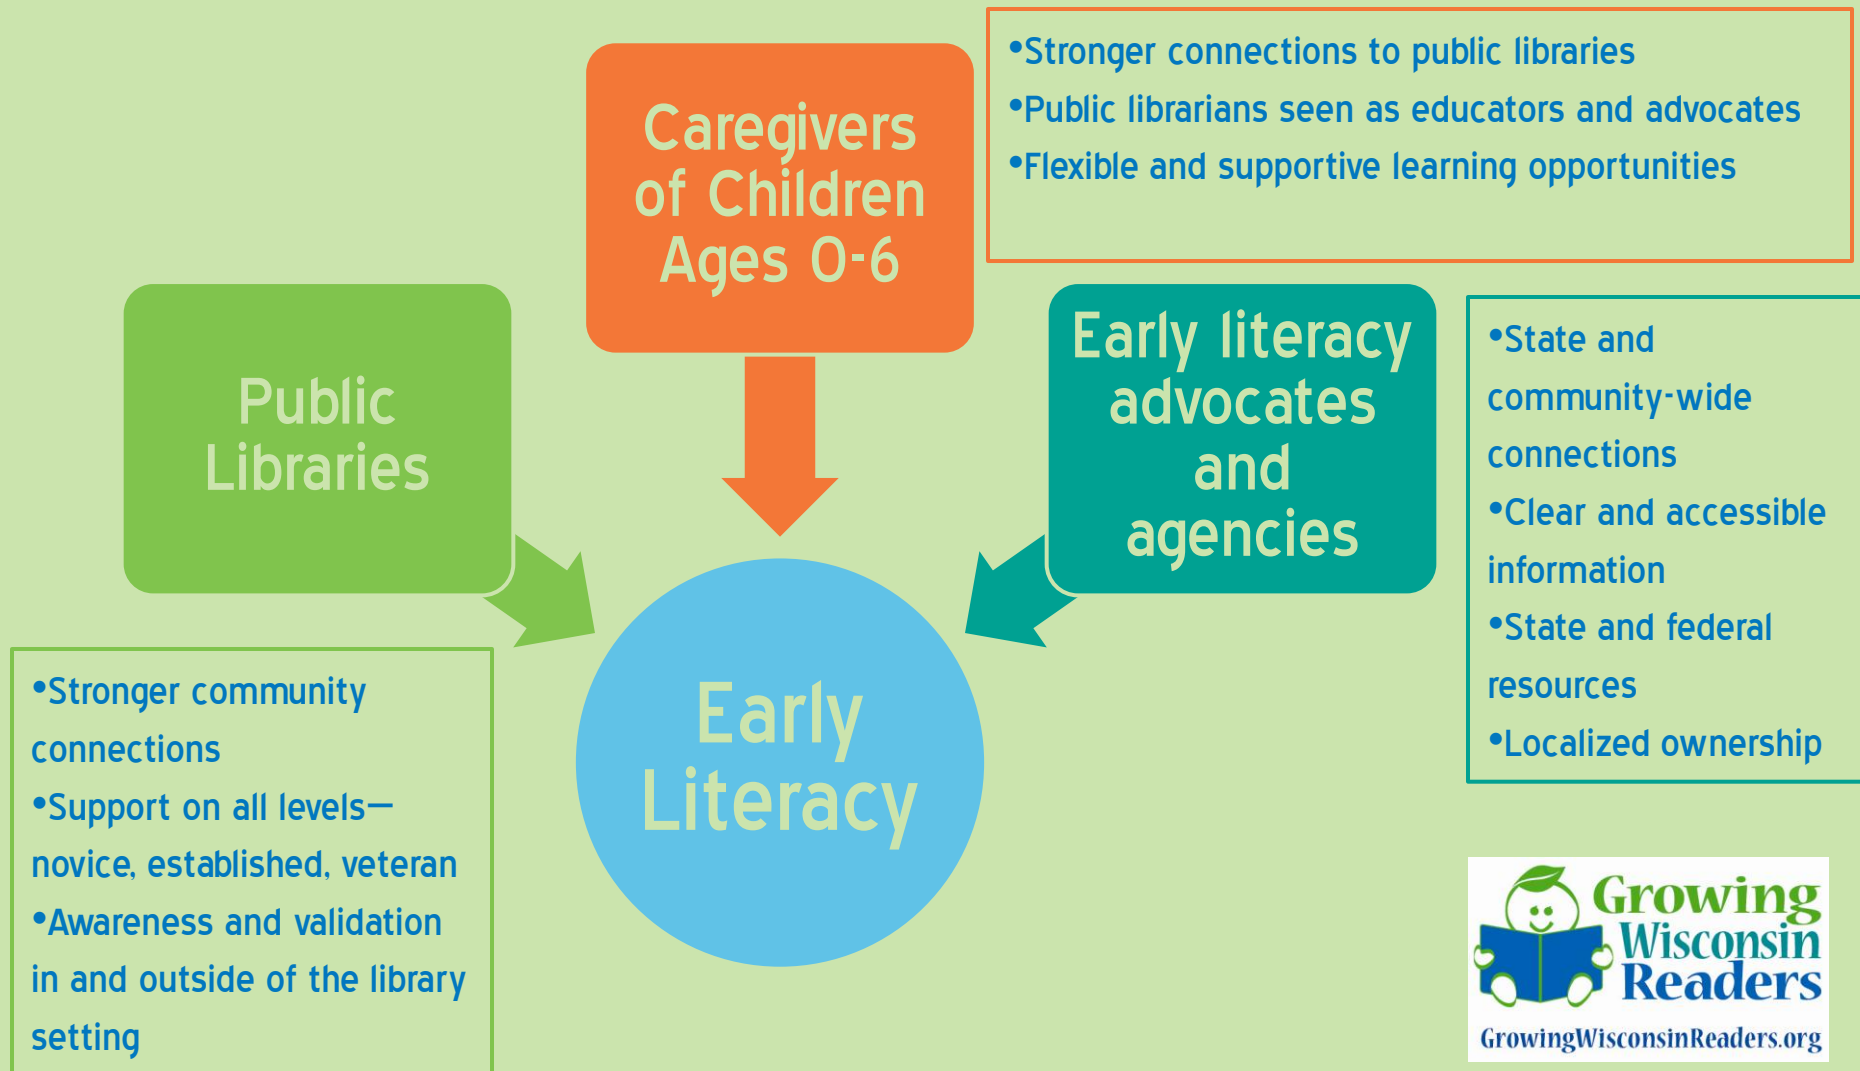 Caregivers
of Children
Ages 0-6
•Stronger connections to public libraries
•Public librarians seen as educators and advocates
•Flexible and supportive learning opportunities
Public
Libraries
Early literacy
advocates
and
agencies
•State and
community-wide
connections
•Clear and accessible
information
•State and federal
resources
•Localized ownership
Early
Literacy
•Stronger community
connections
•Support on all levels—
novice, established, veteran
•Awareness and validation
in and outside of the library
setting
Growing
Wisconsin
Readers
GrowingWisconsinReaders.org